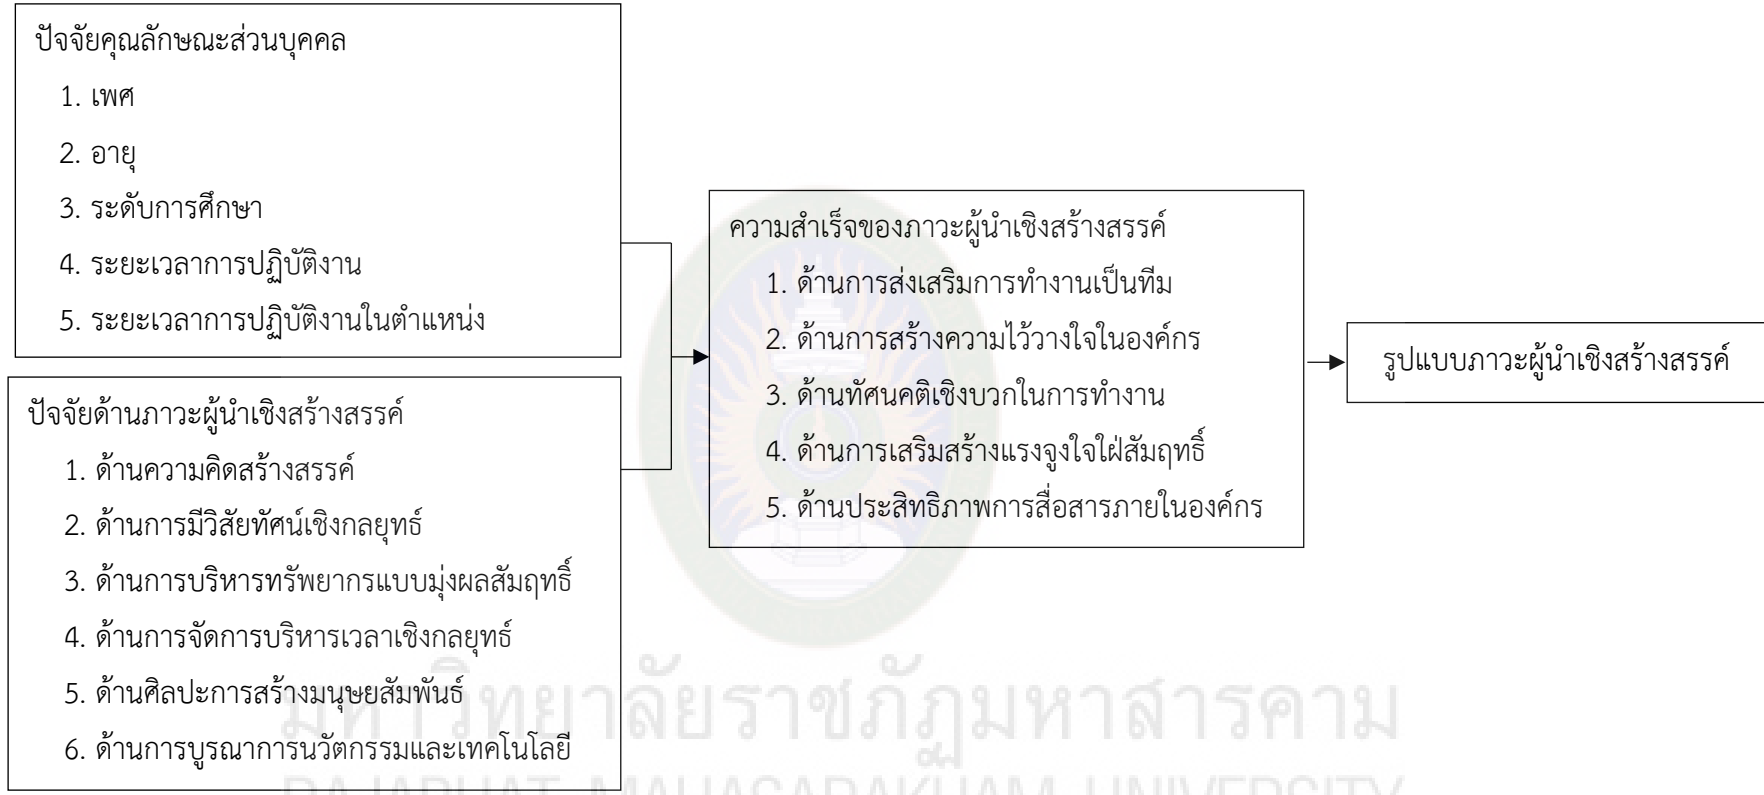 ปัจจัยคุณลักษณะส่วนบุคคล
1. เพศ
2. อายุ
3. ระดับการศึกษา
4. ระยะเวลาการปฏิบัติงาน
5. ระยะเวลาการปฏิบัติงานในตำแหน่ง
ปัจจัยด้านภาวะผู้นำเชิงสร้างสรรค์
1. ด้านความคิดสร้างสรรค์
2. ด้านการมีวิสัยทัศน์เชิงกลยุทธ์
3. ด้านการบริหารทรัพยากรแบบมุ่งผลสัมฤทธิ์
4. ด้านการจัดการบริหารเวลาเชิงกลยุทธ์
5. ด้านศิลปะการสร้างมนุษยสัมพันธ์
6. ด้านการบูรณาการนวัตกรรมและเทคโนโลยี
ความสำเร็จของภาวะผู้นำเชิงสร้างสรรค์
1. ด้านการส่งเสริมการทำงานเป็นทีม
2. ด้านการสร้างความไว้วางใจในองค์กร
3. ด้านทัศนคติเชิงบวกในการทำงาน
4. ด้านการเสริมสร้างแรงจูงใจใฝ่สัมฤทธิ์
5. ด้านประสิทธิภาพการสื่อสารภายในองค์กร
รูปแบบภาวะผู้นำเชิงสร้างสรรค์
มหาวิทยาลัยราชภัฏมหาสารคาม
RAJABHAT MAHASARAKHAM UNIVERSITY